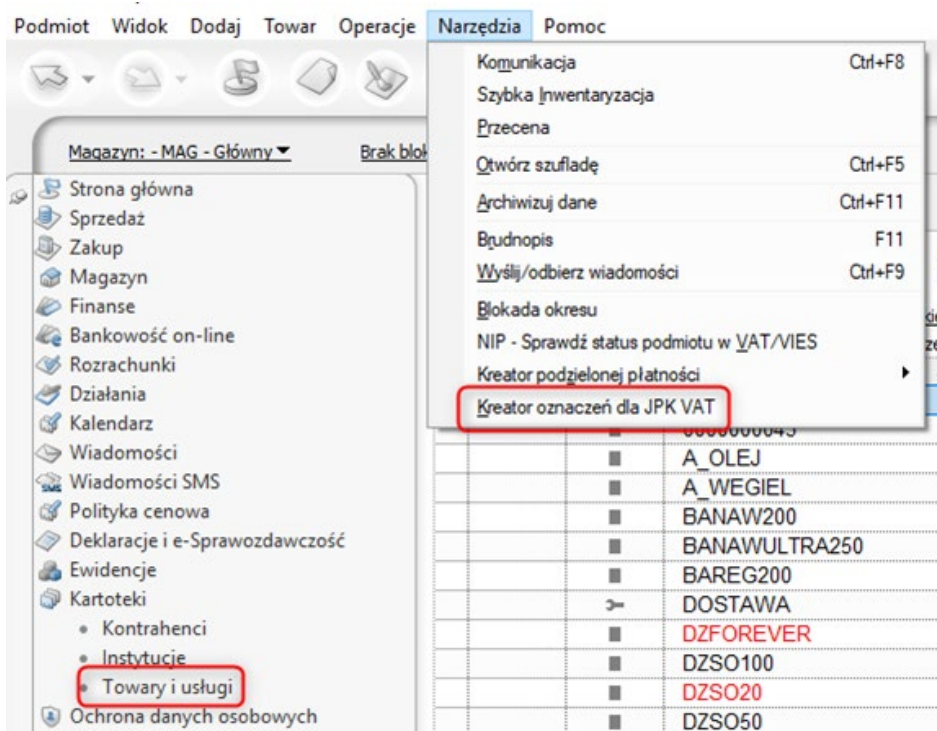 Podmiot Widok Dodaj Towar Operacje Narzędzia Pomoc
Komunikacja Ctrl+F8
Szybka Inwentaryzacja
Przecena
Otwórz szufladę Ctrl+F5
Archiwizuj dane Ctrl+F11
Brudnopis F11
Wyślij/odbierz wiadomości Ctrl+F9
Blokada okresu
NIP - Sprawdź status podmiotu w VAT/VIES
Kreator podzielonej płatności
Kreator oznaczeń dla JPK VAT
Magazyn: - MAG - Główny Brak blok
Strona główna
Sprzedaż
Zakup
Magazyn
Finanse
Bankowość on-line
Rozrachunki
Działania
Kalendarz
Wiadomości
SMS Wiadomości SMS
Polityka cenowa
Deklaracje i e-Sprawozdawczość
Ewidencje
Kartoteki
Kontrahenci
Instytucje
Towary i usługi
Ochrona danych osobowych
A_OLEJ
A_WEGIEL
BANAW200
BANAWULTRA250
BAREG200
DOSTAWA
DZFOREVER
DZSO100
DZSO20
DZSO50